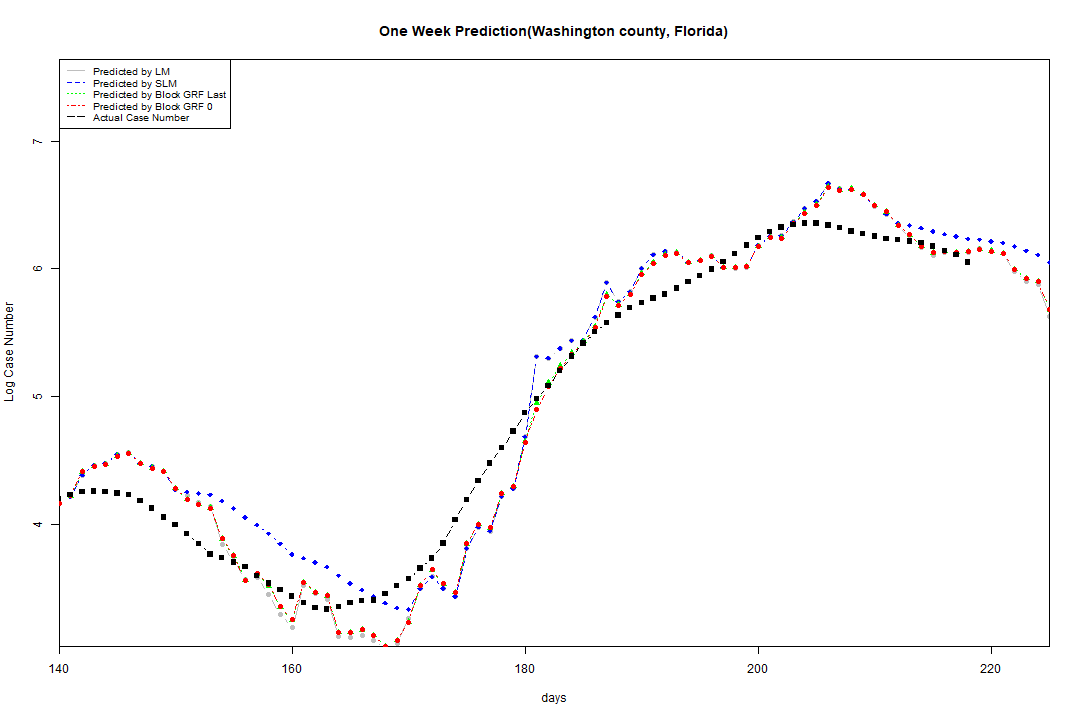 One Week Prediction(Washington county, Florida)
Predicted by LM
Predicted by SLM
Predicted by Block GRF Last
Predicted by Block GRF 0
Actual Case Number
7
6
5
4
Log Case Number
140 160 180 200 220
days